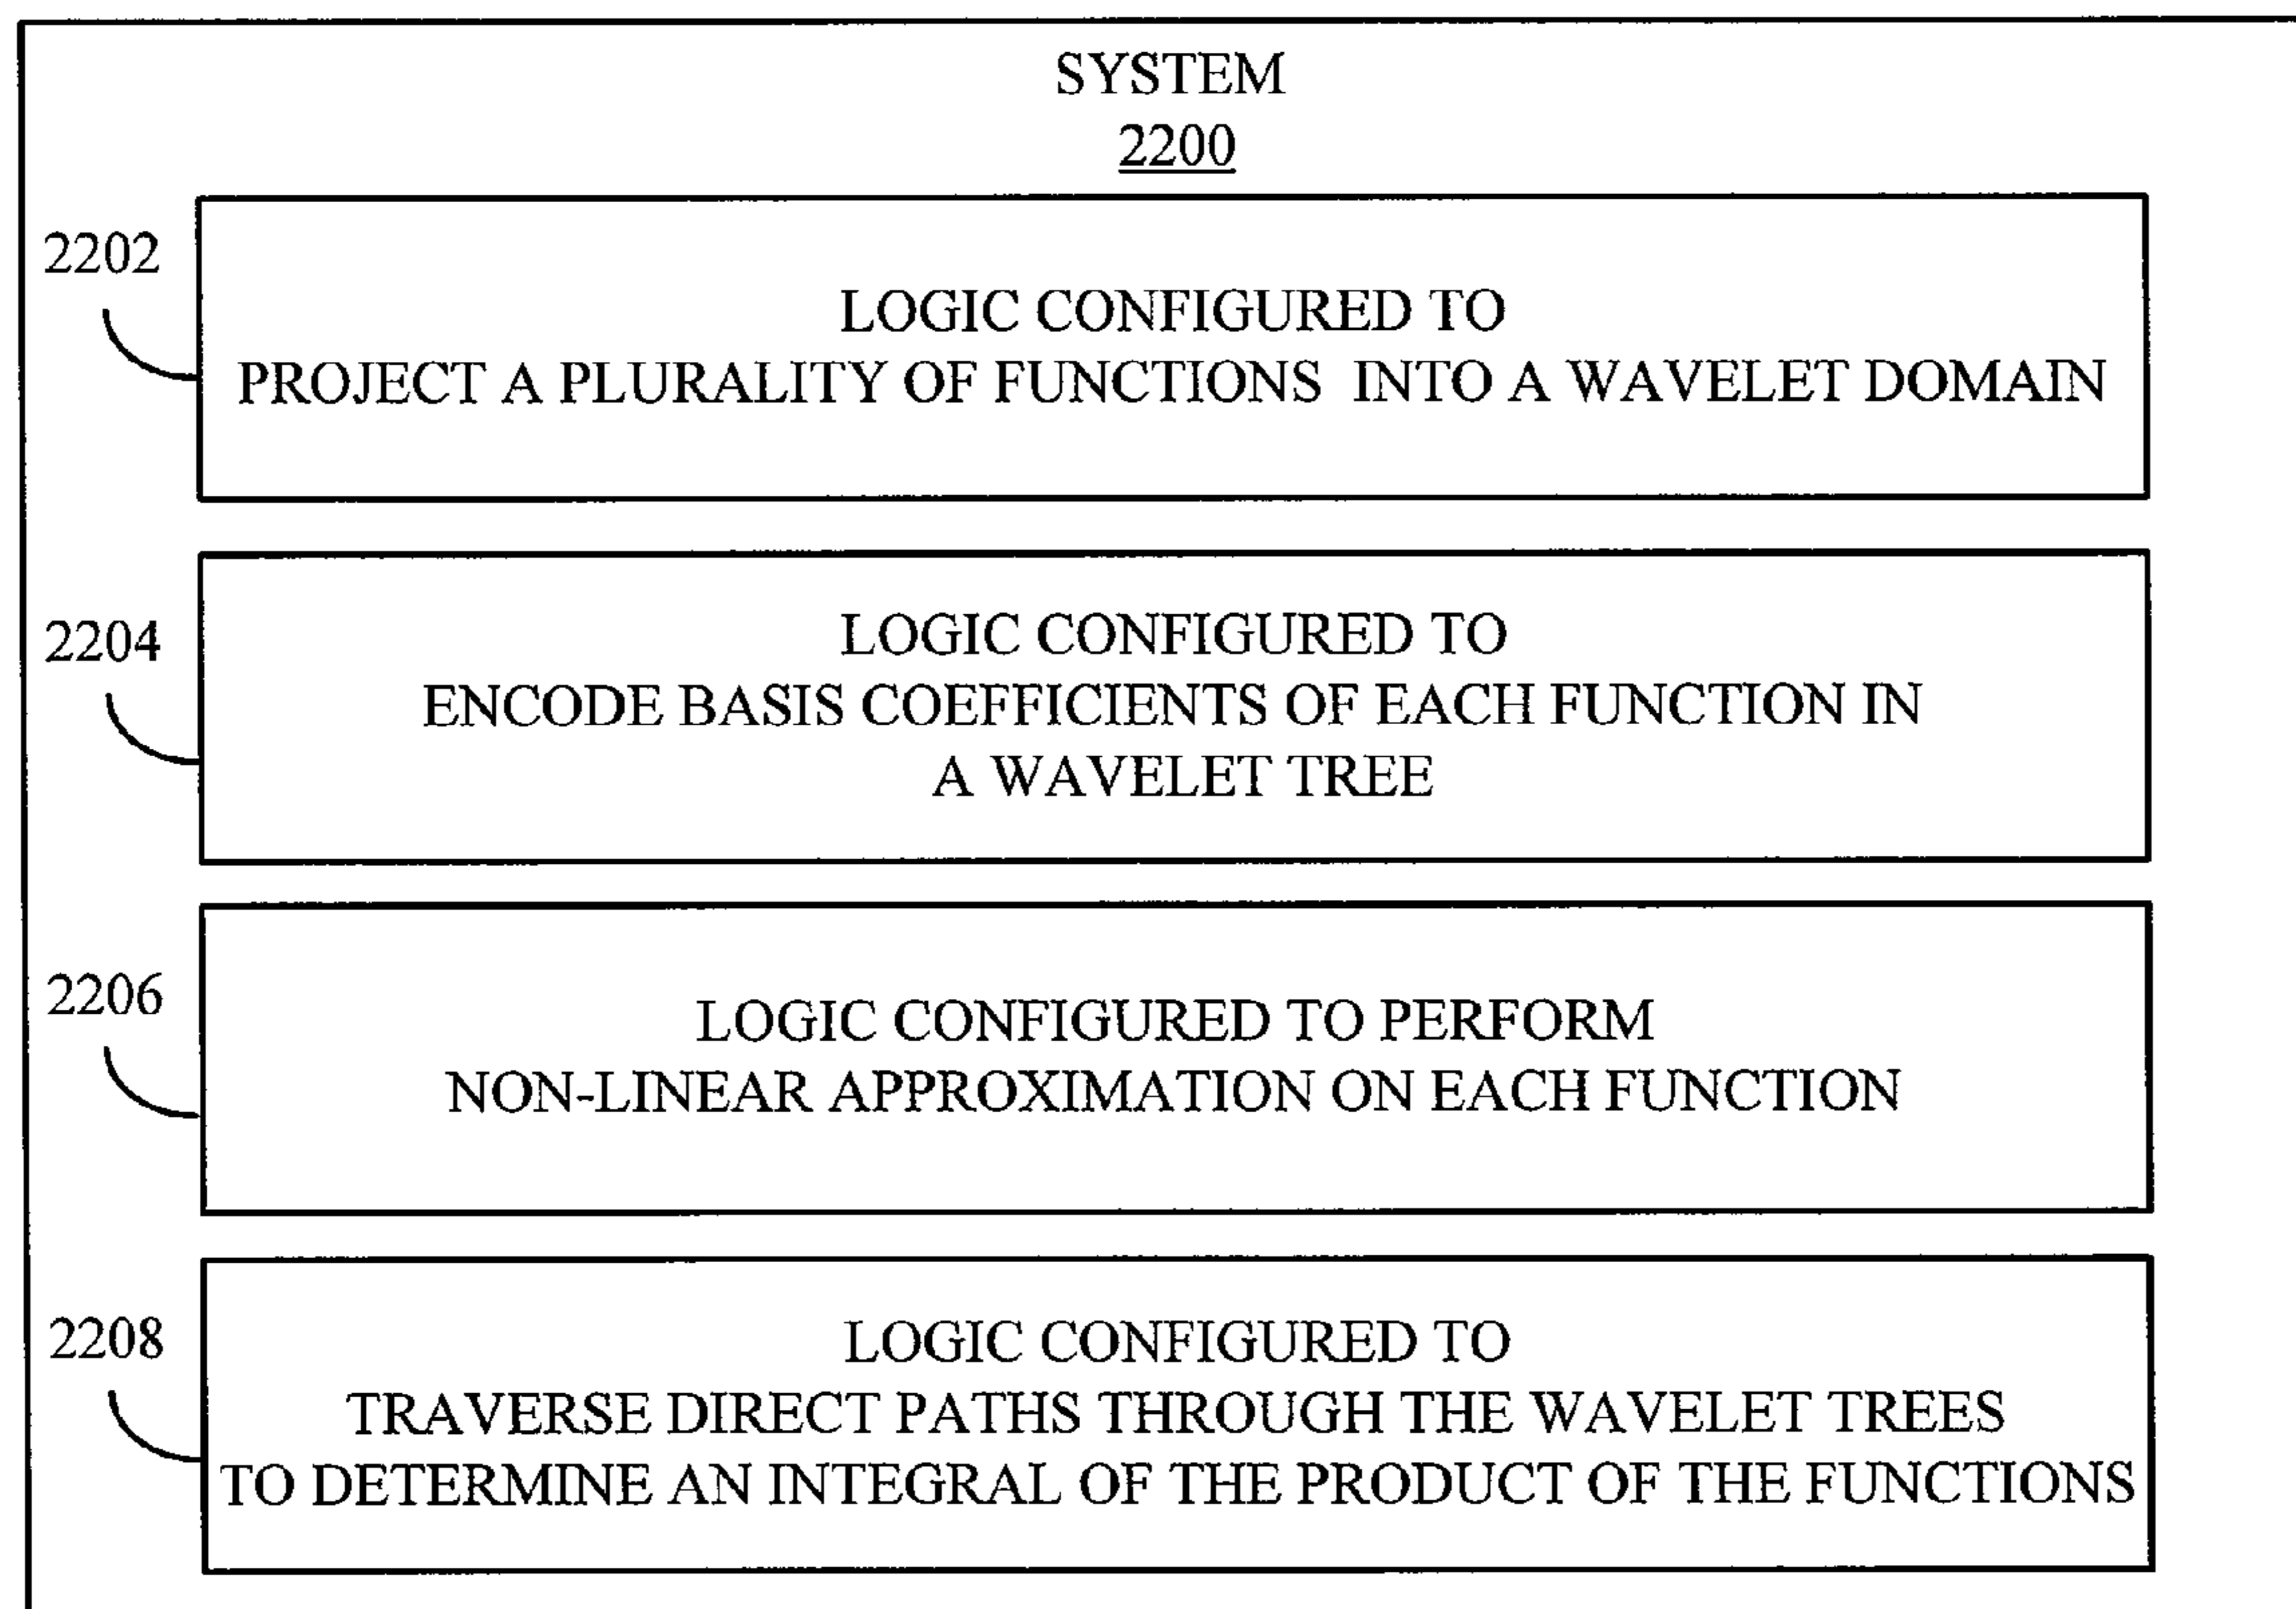 SYSTEM
2200
2202
LOGIC CONFIGURED TO
PROJECT A PLURALITY OF FUNCTIONS INTO A WAVELET DOMAIN
2204
LOGIC CONFIGURED TO
ENCODE BASIS COEFFICIENTS OF EACH FUNCTION IN
A WAVELET TREE
2206
LOGIC CONFIGURED TO PERFORM
NON-LINEAR APPROXIMATION ON EACH FUNCTION
2208
LOGIC CONFIGURED TO
TRAVERSE DIRECT PATHS THROUGH THE WAVELET TREES
TO DETERMINE AN INTEGRAL OF THE PRODUCT OF THE FUNCTIONS